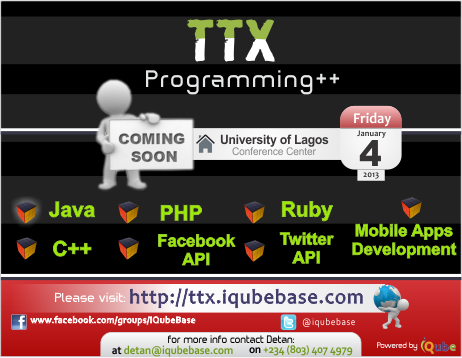 TTX
Programming++
COMING
SOON
University of Lagos
Conference Center
Friday
January
4
2013
Java
PHP
Ruby
Mobile Apps
Development
C++
Facebook
API
Twitter
API
Please visit: http://ttx.iqubebase.com
www.facebook.com/groups/IQubeBase
@iqubebase
for more info contact Detan:
at detan@iqubebase.com on +234 (803) 407 4979
Powered by iQube